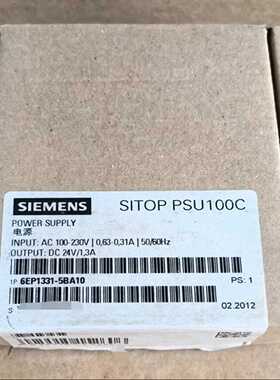 SIEMENS SITOP PSU100C
POWER SUPPLY
电源
INPUT: AC 100-230V | 0,63-0,31A | 50/60Hz
OUTPUT: DC 24V/1,3A
1P 6EP1331-5BA10 PS: 1
S
02.2012